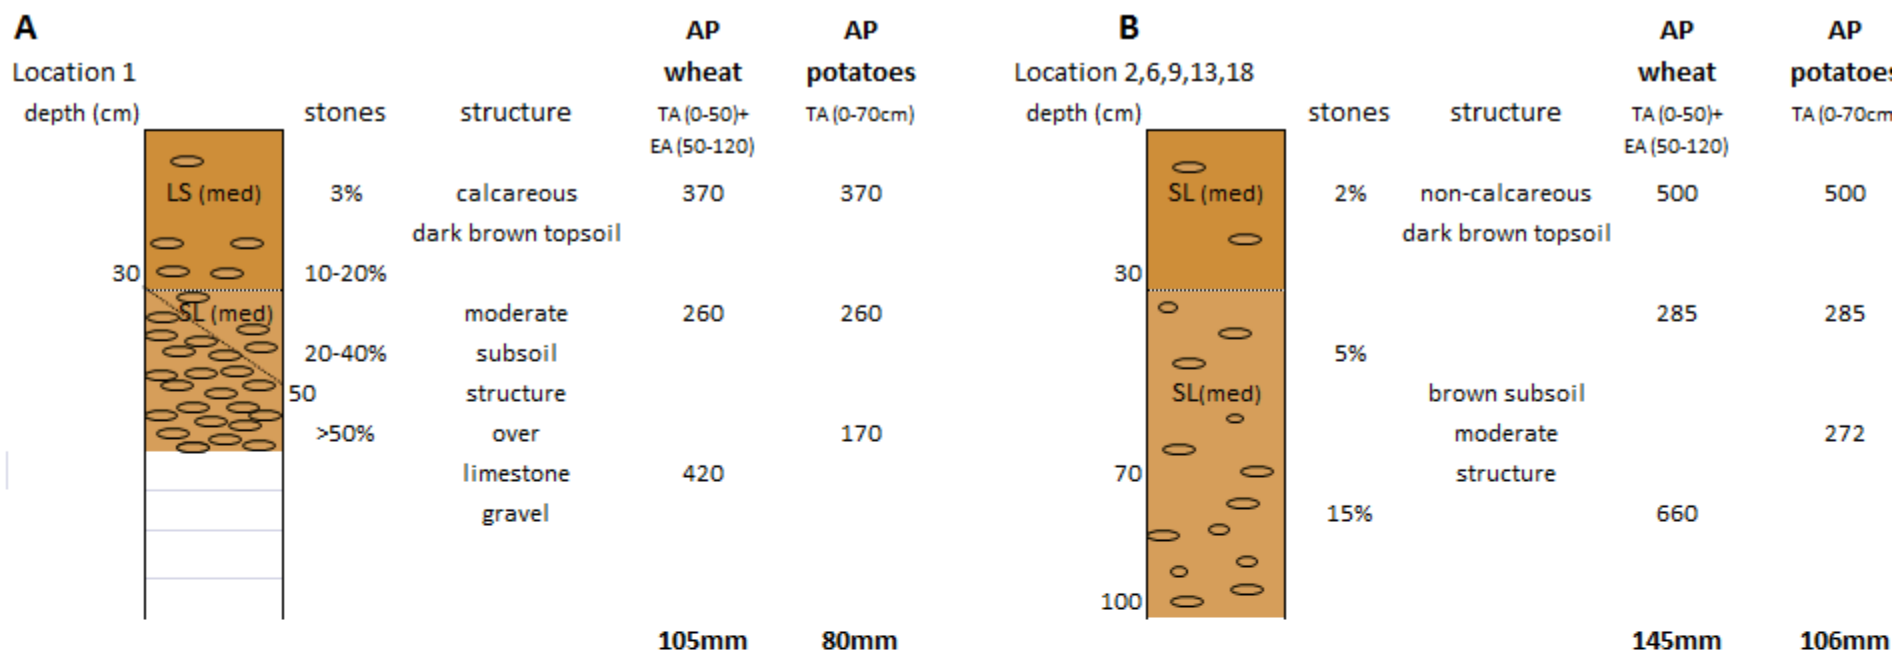 A AP AP
Location 1 wheat potatoes
depth (cm) stones structure TA (0-50)+ TA (0-70cm)
EA (50-120)
LS (med) 3% calcareous 370 370
dark brown topsoil
30 10-20%
SL (med) moderate 260 260
20-40% subsoil
50 structure
>50% over 170
limestone 420
gravel
105mm 80mm
B AP AP
Location 2,6,9,13,18 wheat potatoes
depth (cm) stones structure TA (0-50)+ TA (0-70cm
EA (50-120)
SL (med) 2% non-calcareous 500 500
dark brown topsoil
30
285 285
5%
SL(med) brown subsoil
moderate 272
70 structure
15% 660
100
145mm 106mm